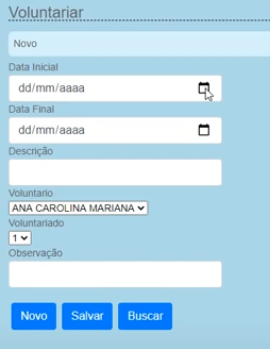 Voluntariar
Novo
Data Inicial
dd/mm/aaaa
Data Final
dd/mm/aaaa
Descrição
Voluntario
ANA CAROLINA MARIANA
Voluntariado
1
Observação
Novo Salvar Buscar